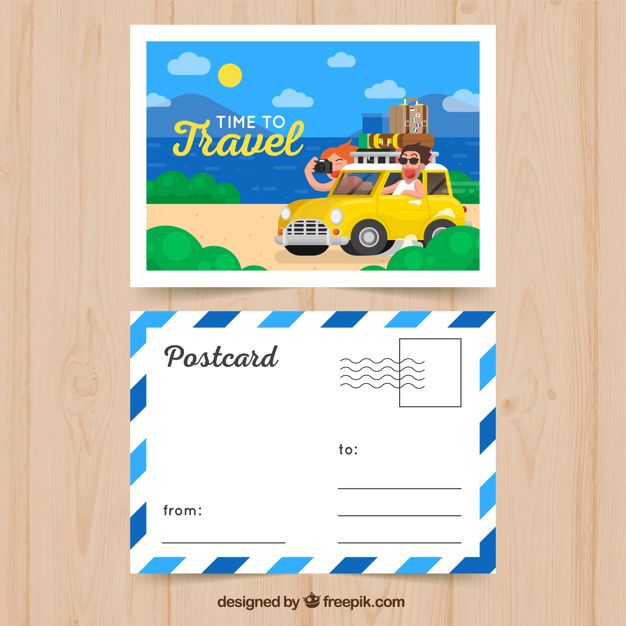 TIME TO
Travel
Postcard
to:
from:
designed by freepik.com